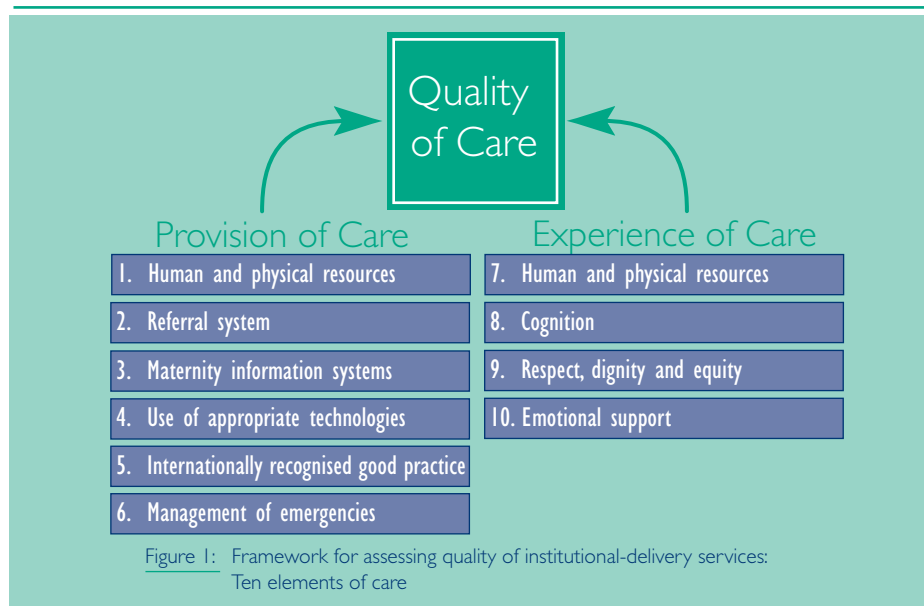 Quality
of Care
Provision of Care
1. Human and physical resources
2. Referral system
3. Maternity information systems
4. Use of appropriate technologies
5. Internationally recognised good practice
6. Management of emergencies
Experience of Care
7. Human and physical resources
8. Cognition
9. Respect, dignity and equity
10. Emotional support
Figure 1: Framework for assessing quality of institutional-delivery services:
Ten elements of care